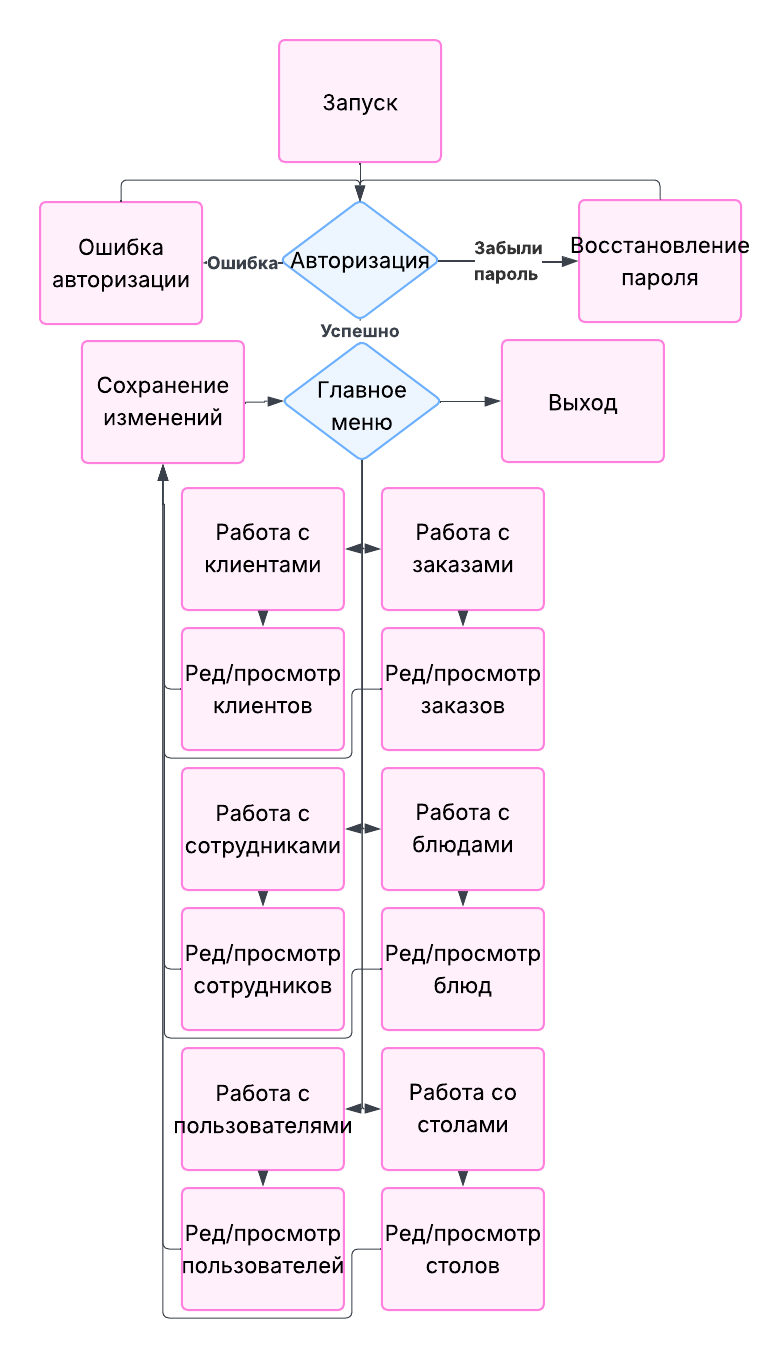 Запуск
Ошибка
авторизации
Ошибка
Авторизация
Забыли
пароль
Восстановление
пароля
Успешно
Сохранение
изменений
Главное
меню
Выход
Работа с
клиентами
Работа с
заказами
Ред/просмотр
клиентов
Ред/просмотр
заказов
Работа с
сотрудниками
Работа с
блюдами
Ред/просмотр
сотрудников
Ред/просмотр
блюд
Работа с
пользователями
Работа со
столами
Ред/просмотр
пользователей
Ред/просмотр
столов